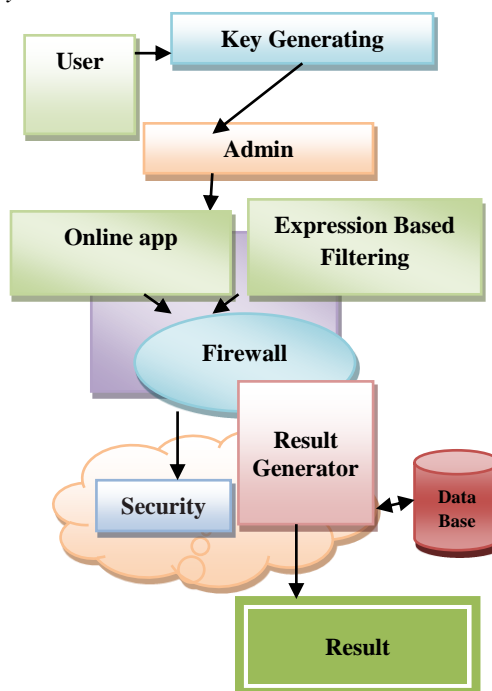 Key Generating
User
Admin
Online app
Expression Based
Filtering
Firewall
Result
Generator
Security
Data
Base
Result